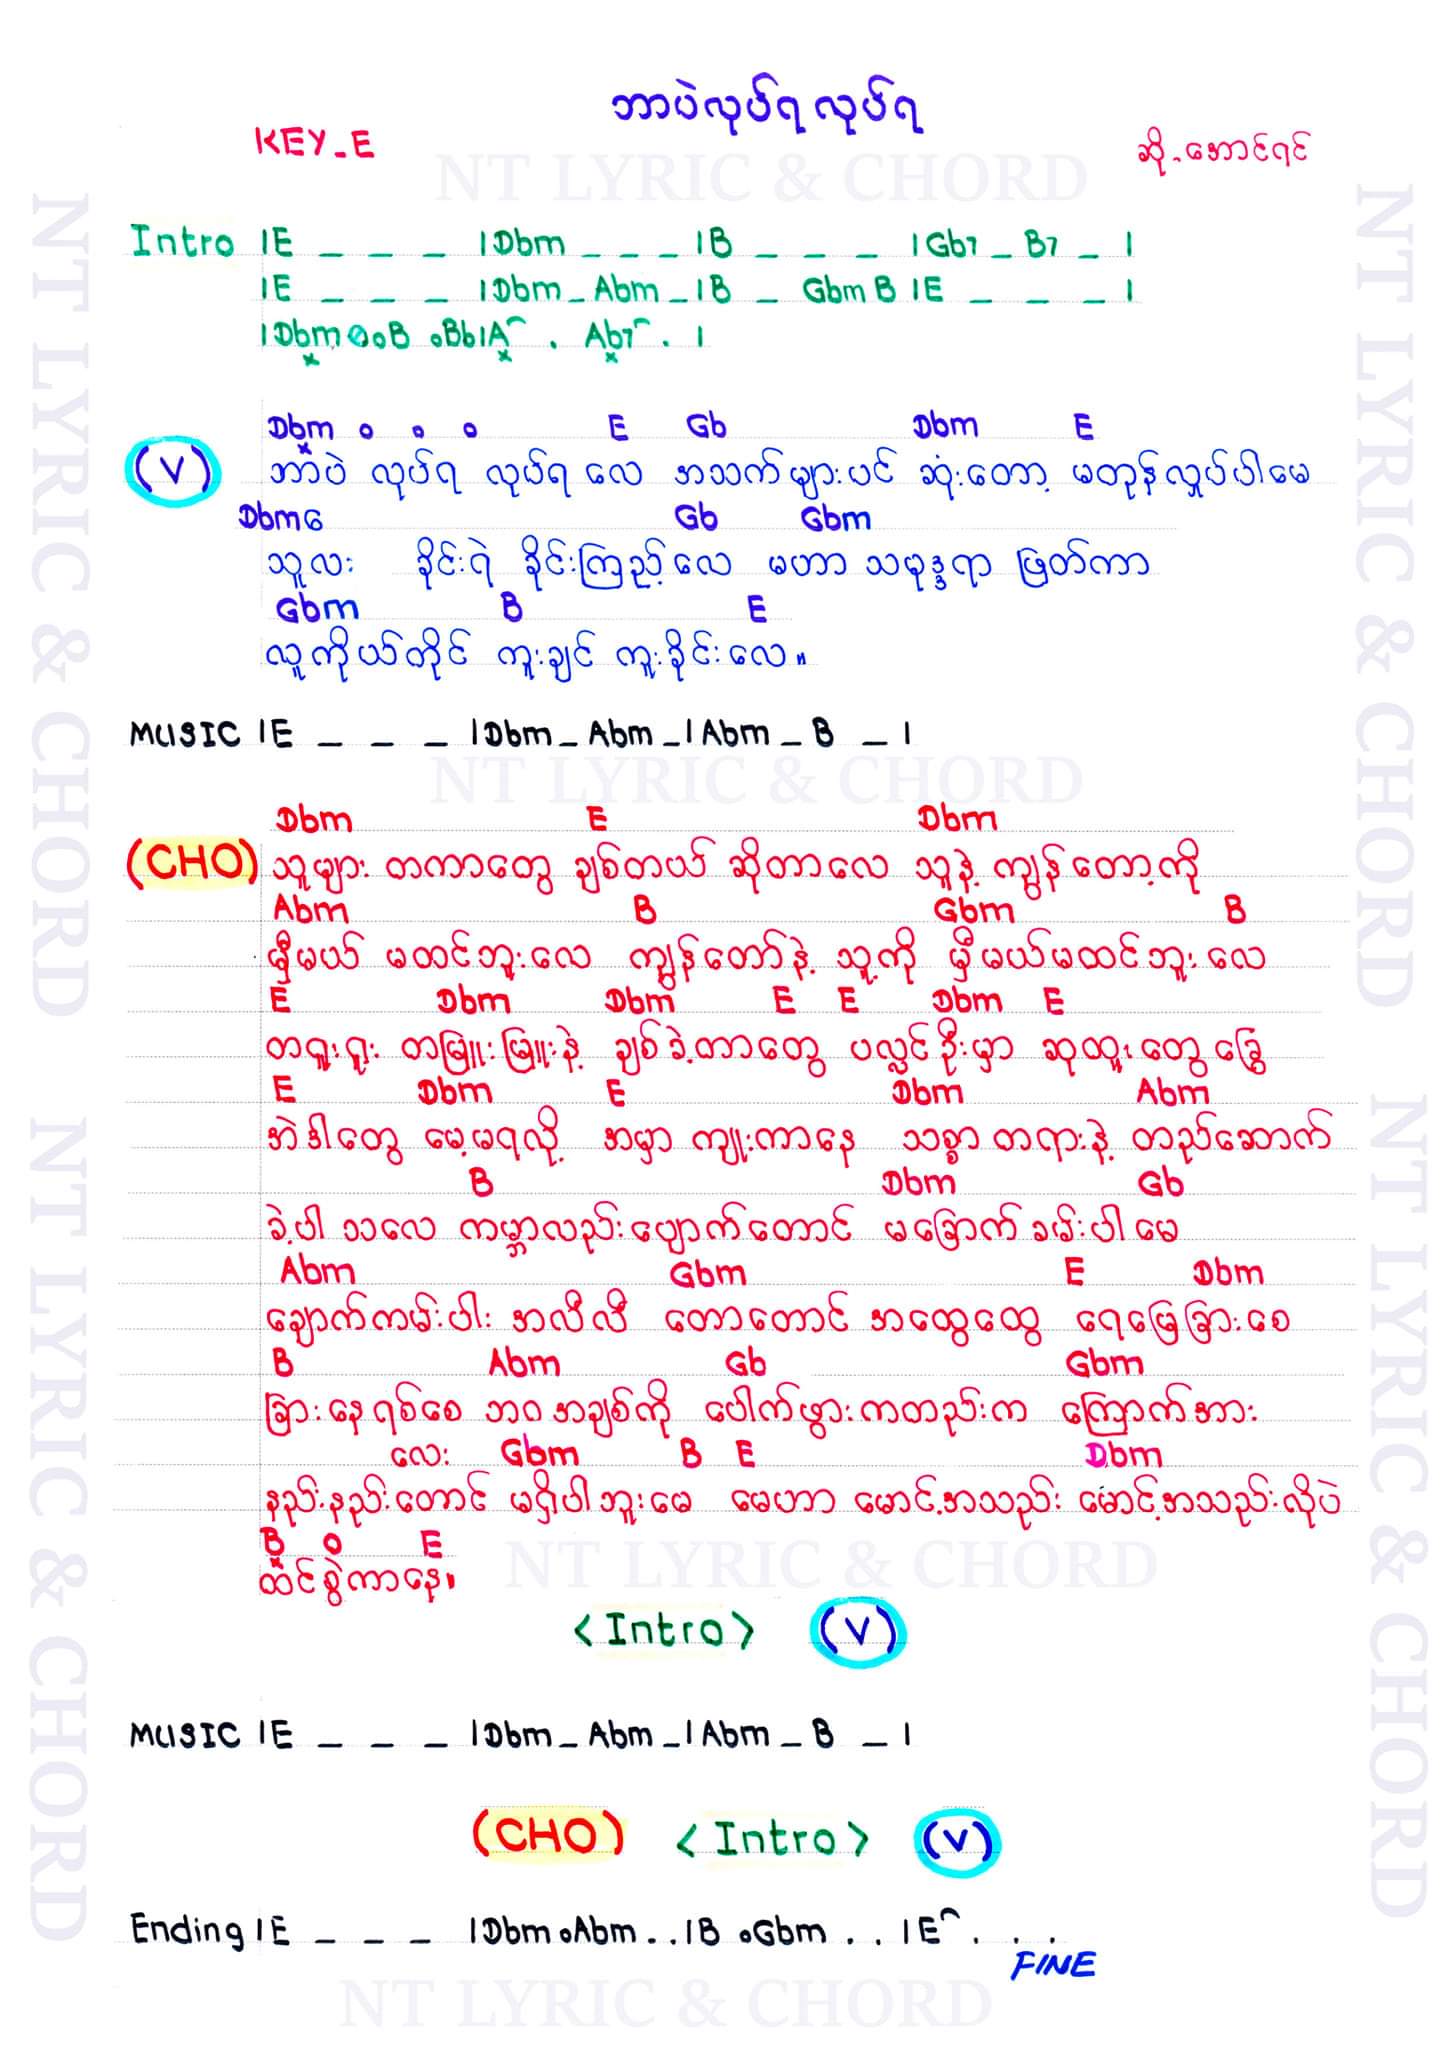 ဘာပဲလုပ်ရ လုပ်ရ
KEY_E
ဆို-အောင်ရင်
NT LYRIC & CHORD
Intro |E _ _ _ |Dbm _ _ _ |B _ _ _ |Gb7 _ B7 _ |
|E _ _ _ |Dbm _ Abm _ |B _ Gbm B |E _ _ _ |
|Dbm o o B o Bb |A . Ab7 . |
x x x
Dbm o o o E Gb Dbm E
(V) ဘာပဲ လုပ်ရ လုပ်ရ လေ အသက်များပင် ဆုံးတော့ မတုန်လှုပ်ပါမေ
Dbm6 Gb Gbm
သူလး ခိုင်းရဲ ခိုင်းကြည့်လေ မဟာ သမုဒ္ဒရာ ဖြတ်ကာ
Gbm B E
လူကိုယ်တိုင် ကူးချင် ကူးခိုင်းလေ။
MUSIC |E _ _ _ |Dbm _ Abm _ |Abm _ B _ |
NT LYRIC & CHORD
Dbm E Dbm
(CHO) သူများ တကာတွေ ချစ်တယ် ဆိုတာလေ သူနဲ့ ကျွန်တော့ကို
Abm B Gbm B
မှီမယ် မထင်ဘူးလေ ကျွန်တော်နဲ့ သူ့ကို မှီမယ်မထင်ဘူးလေ
E Dbm Dbm E E Dbm E
တရူးရူး တမြူးမြူးနဲ့ ချစ်ခဲ့တာတွေ ပလ္လင်ဦးမှာ ဆုထူးတွေခြွေ
E Dbm E Dbm Abm
အဲဒါတွေ မေ့မရလို့ အမှာ ကျူးကာနေ သစ္စာ တရားနဲ့ တည်ဆောက်
B Dbm Gb
ခဲ့ပါ သလေ ကမ္ဘာလည်းပျောက်တောင် မခြောက်ခမ်းပါမေ
Abm Gbm E Dbm
ချောက်ကမ်းပါး အလီလီ တောတောင် အထွေထွေ ရေမြေခြားစေ
B Abm Gb Gbm
ခြားနေရစ်စေ ဘဝအချစ်ကို ပေါက်ဖွားကတည်းက ကြောက်အား
လေး Gbm B E Dbm
နည်းနည်းတောင် မရှိပါဘူးမေ မေဟာ မောင့်အသည်း မောင့်အသည်းလိုပဲ
B o E
ထင်စွဲကာနေ။
NT LYRIC & CHORD
<Intro> (V)
MUSIC |E _ _ _ |Dbm _ Abm _ |Abm _ B _ |
(CHO) <Intro> (V)
Ending |E _ _ _ |Dbm o Abm . . |B o Gbm . . |E . . .
FINE
NT LYRIC & CHORD
NT LYRIC & CHORD
NT LYRIC & CHORD
NT LYRIC & CHORD
NT LYRIC & CHORD